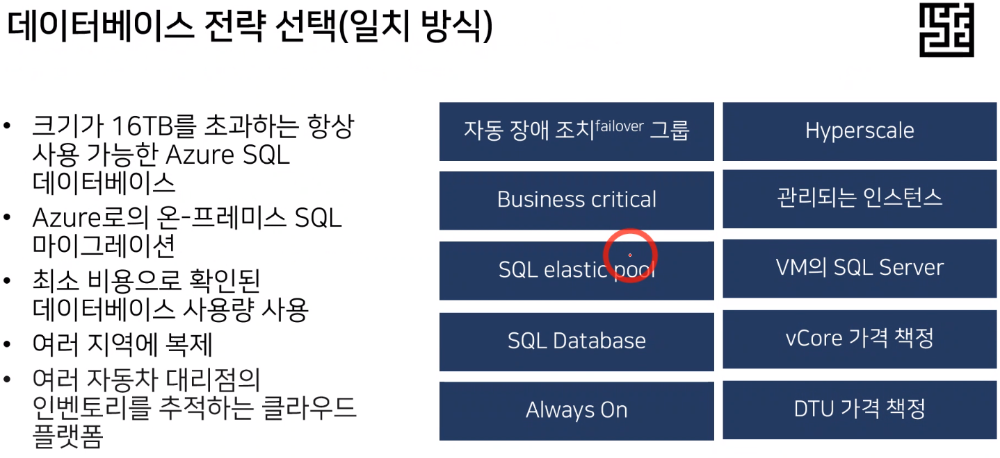 데이터베이스 전략 선택(일치 방식)
• 크기가 16TB를 초과하는 항상
사용 가능한 Azure SQL
데이터베이스
• Azure로의 온-프레미스 SQL
마이그레이션
• 최소 비용으로 확인된
데이터베이스 사용량 사용
• 여러 지역에 복제
• 여러 자동차 대리점의
인벤토리를 추적하는 클라우드
플랫폼
자동 장애 조치failover 그룹
Hyperscale
Business critical
관리되는 인스턴스
SQL elastic pool
VM의 SQL Server
SQL Database
vCore 가격 책정
Always On
DTU 가격 책정